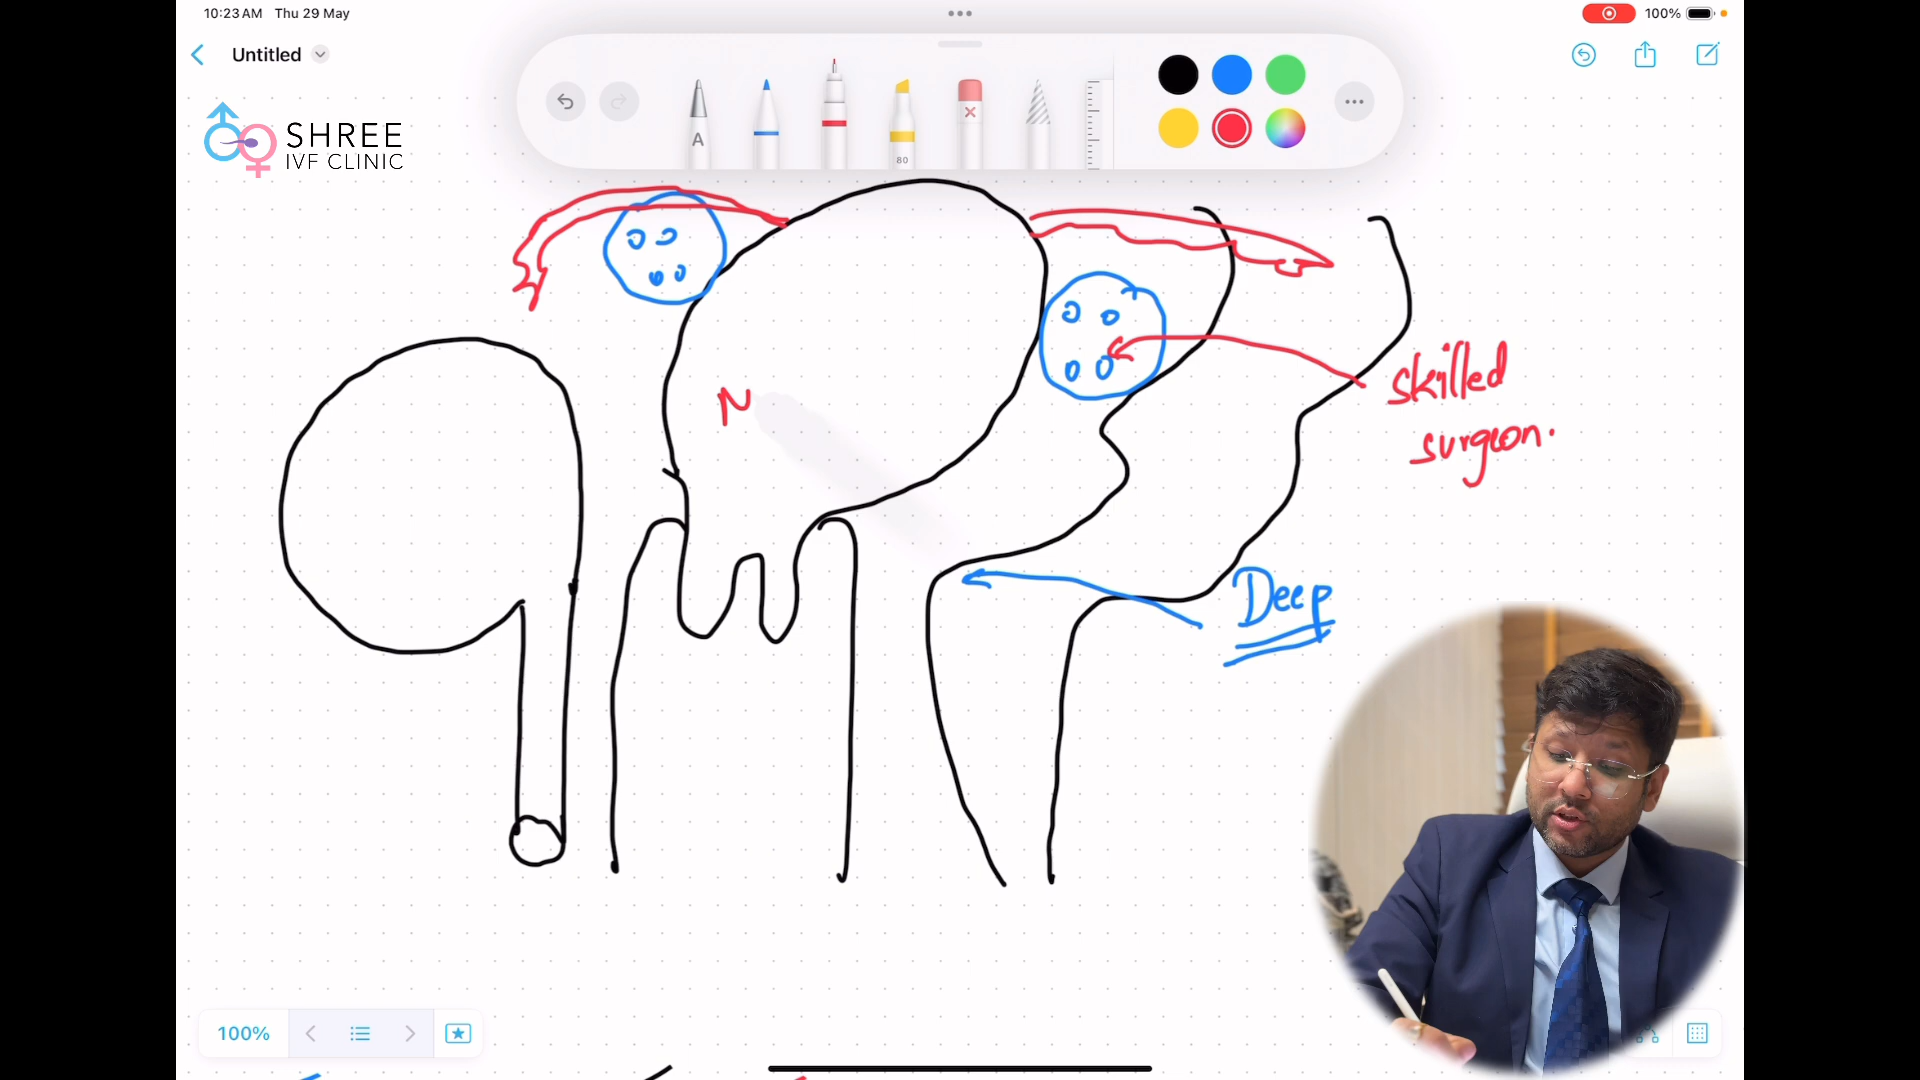 10:23 AM Thu 29 May
100%
Untitled
A
80
SHREE
IVF CLINIC
N
Skilled
surgeon.
Deep
100%